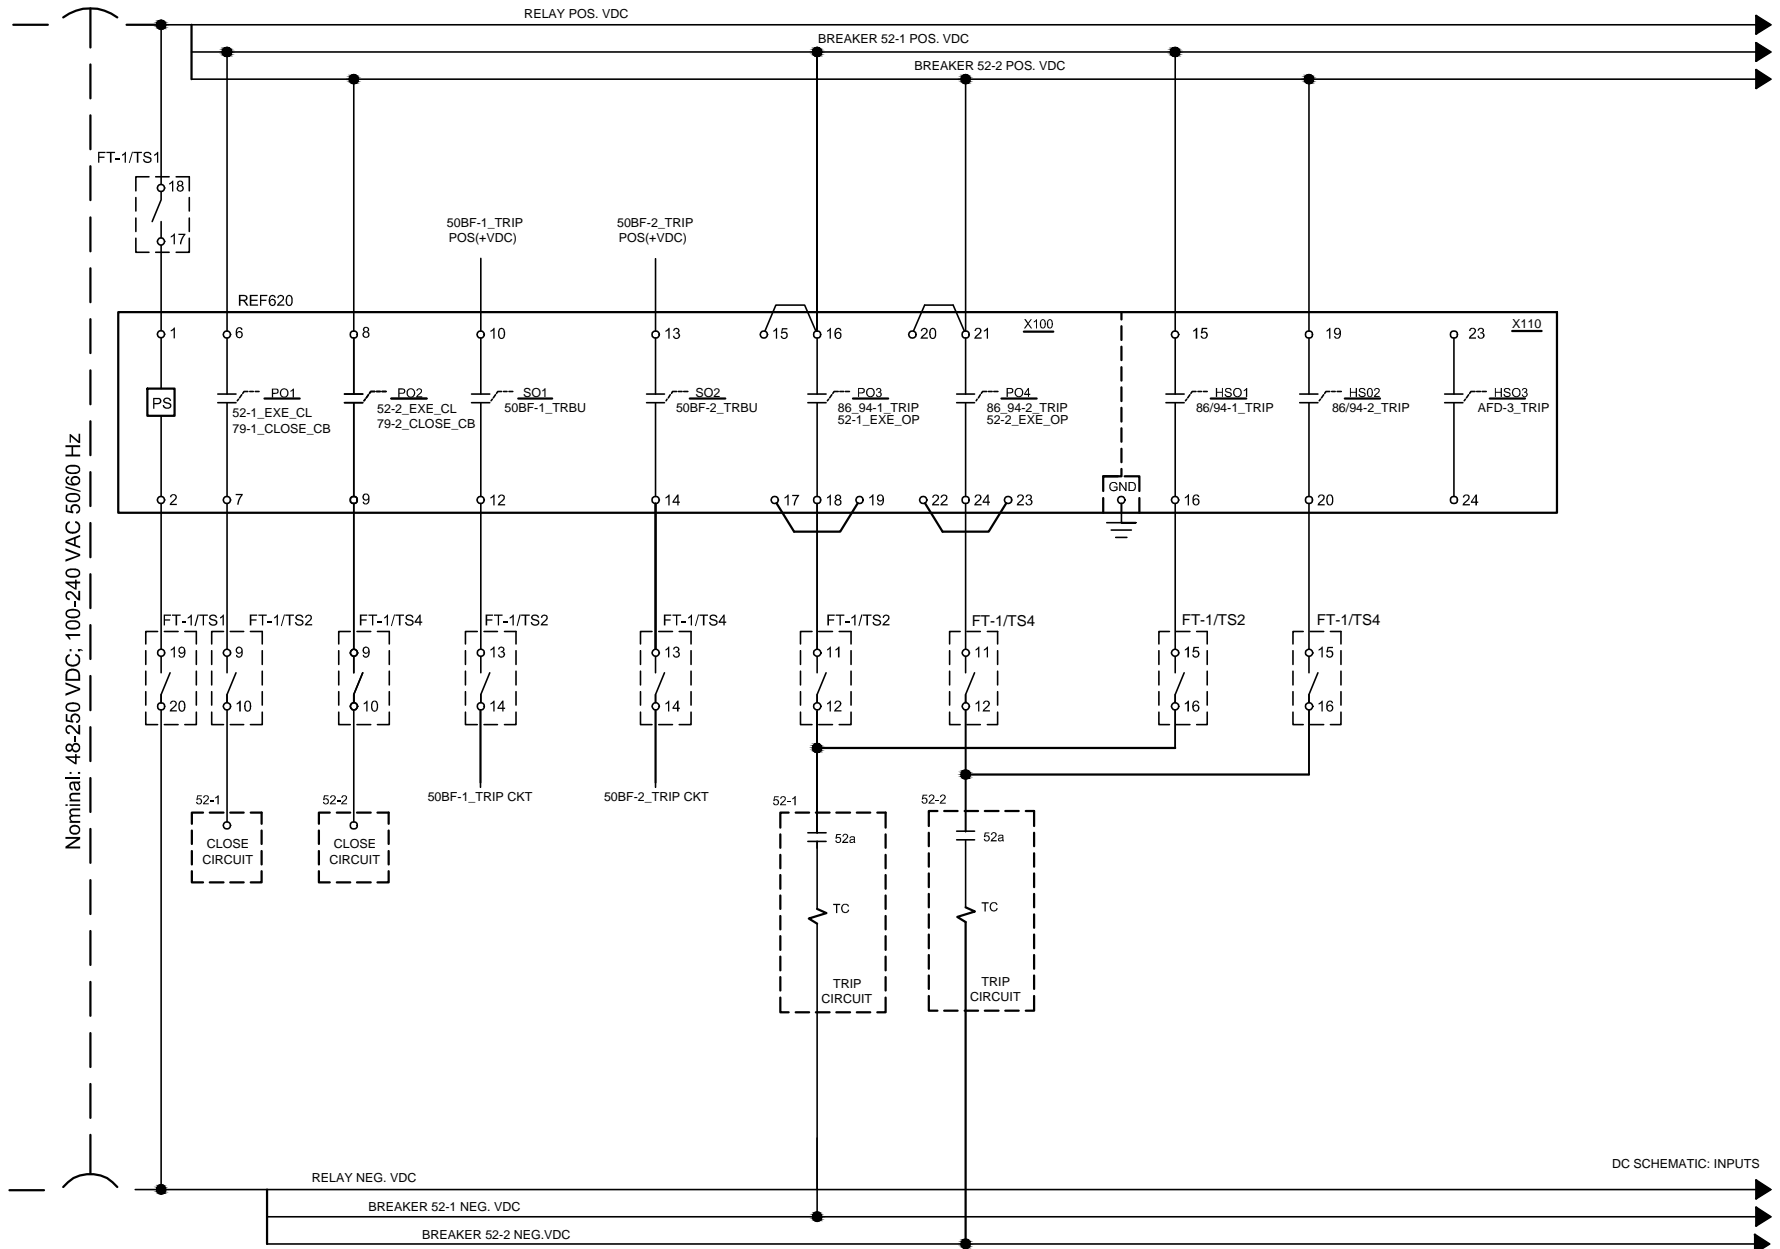 RELAY POS. VDC
BREAKER 52-1 POS. VDC
BREAKER 52-2 POS. VDC
FT-1/TS1
18
17
50BF-1_TRIP
POS(+VDC)
50BF-2_TRIP
POS(+VDC)
REF620
1
6
8
10
13
15
16
20
21
X100
15
19
23
X110
PS
PO1
52-1_EXE_CL
79-1_CLOSE_CB
PO2
52-2_EXE_CL
79-2_CLOSE_CB
SO1
50BF-1_TRBU
SO2
50BF-2_TRBU
PO3
86_94-1_TRIP
52-1_EXE_OP
PO4
86_94-2_TRIP
52-2_EXE_OP
HSO1
86/94-1_TRIP
HS02
86/94-2_TRIP
HSO3
AFD-3_TRIP
GND
2
7
9
12
14
17
18
19
22
24
23
16
20
24
Nominal: 48-250 VDC; 100-240 VAC 50/60 Hz
FT-1/TS1
FT-1/TS2
FT-1/TS4
FT-1/TS2
FT-1/TS4
FT-1/TS2
FT-1/TS4
FT-1/TS2
FT-1/TS4
19
9
9
13
13
11
11
15
15
20
10
10
14
14
12
12
16
16
50BF-1_TRIP CKT
50BF-2_TRIP CKT
52-1
CLOSE
CIRCUIT
52-2
CLOSE
CIRCUIT
52-1
52a
TC
TRIP
CIRCUIT
52-2
52a
TC
TRIP
CIRCUIT
DC SCHEMATIC: INPUTS
RELAY NEG. VDC
BREAKER 52-1 NEG. VDC
BREAKER 52-2 NEG.VDC